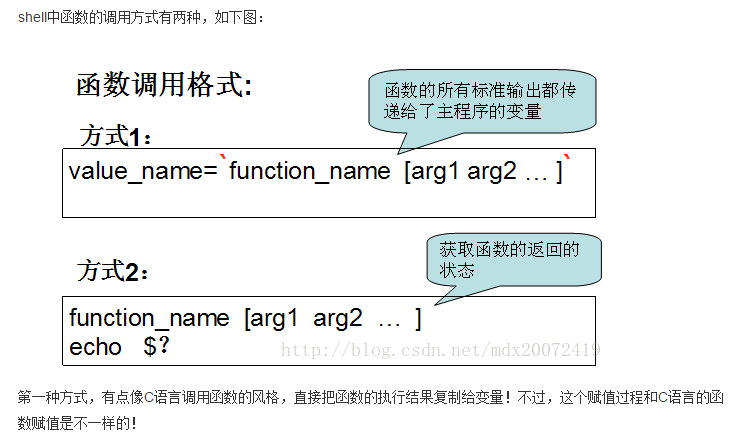 shell中函数的调用方式有两种，如下图：
函数调用格式:
函数的所有标准输出都传
递给了主程序的变量
方式1：
value_name=`function_name [arg1 arg2 … ]`
获取函数的返回的
状态
方式2：
function_name [arg1 arg2 … ]
echo $？
http://blog.csdn.net/mdx20072419
第一种方式，有点像C语言调用函数的风格，直接把函数的执行结果复制给变量！不过，这个赋值过程和C语言的函
数赋值是不一样的！